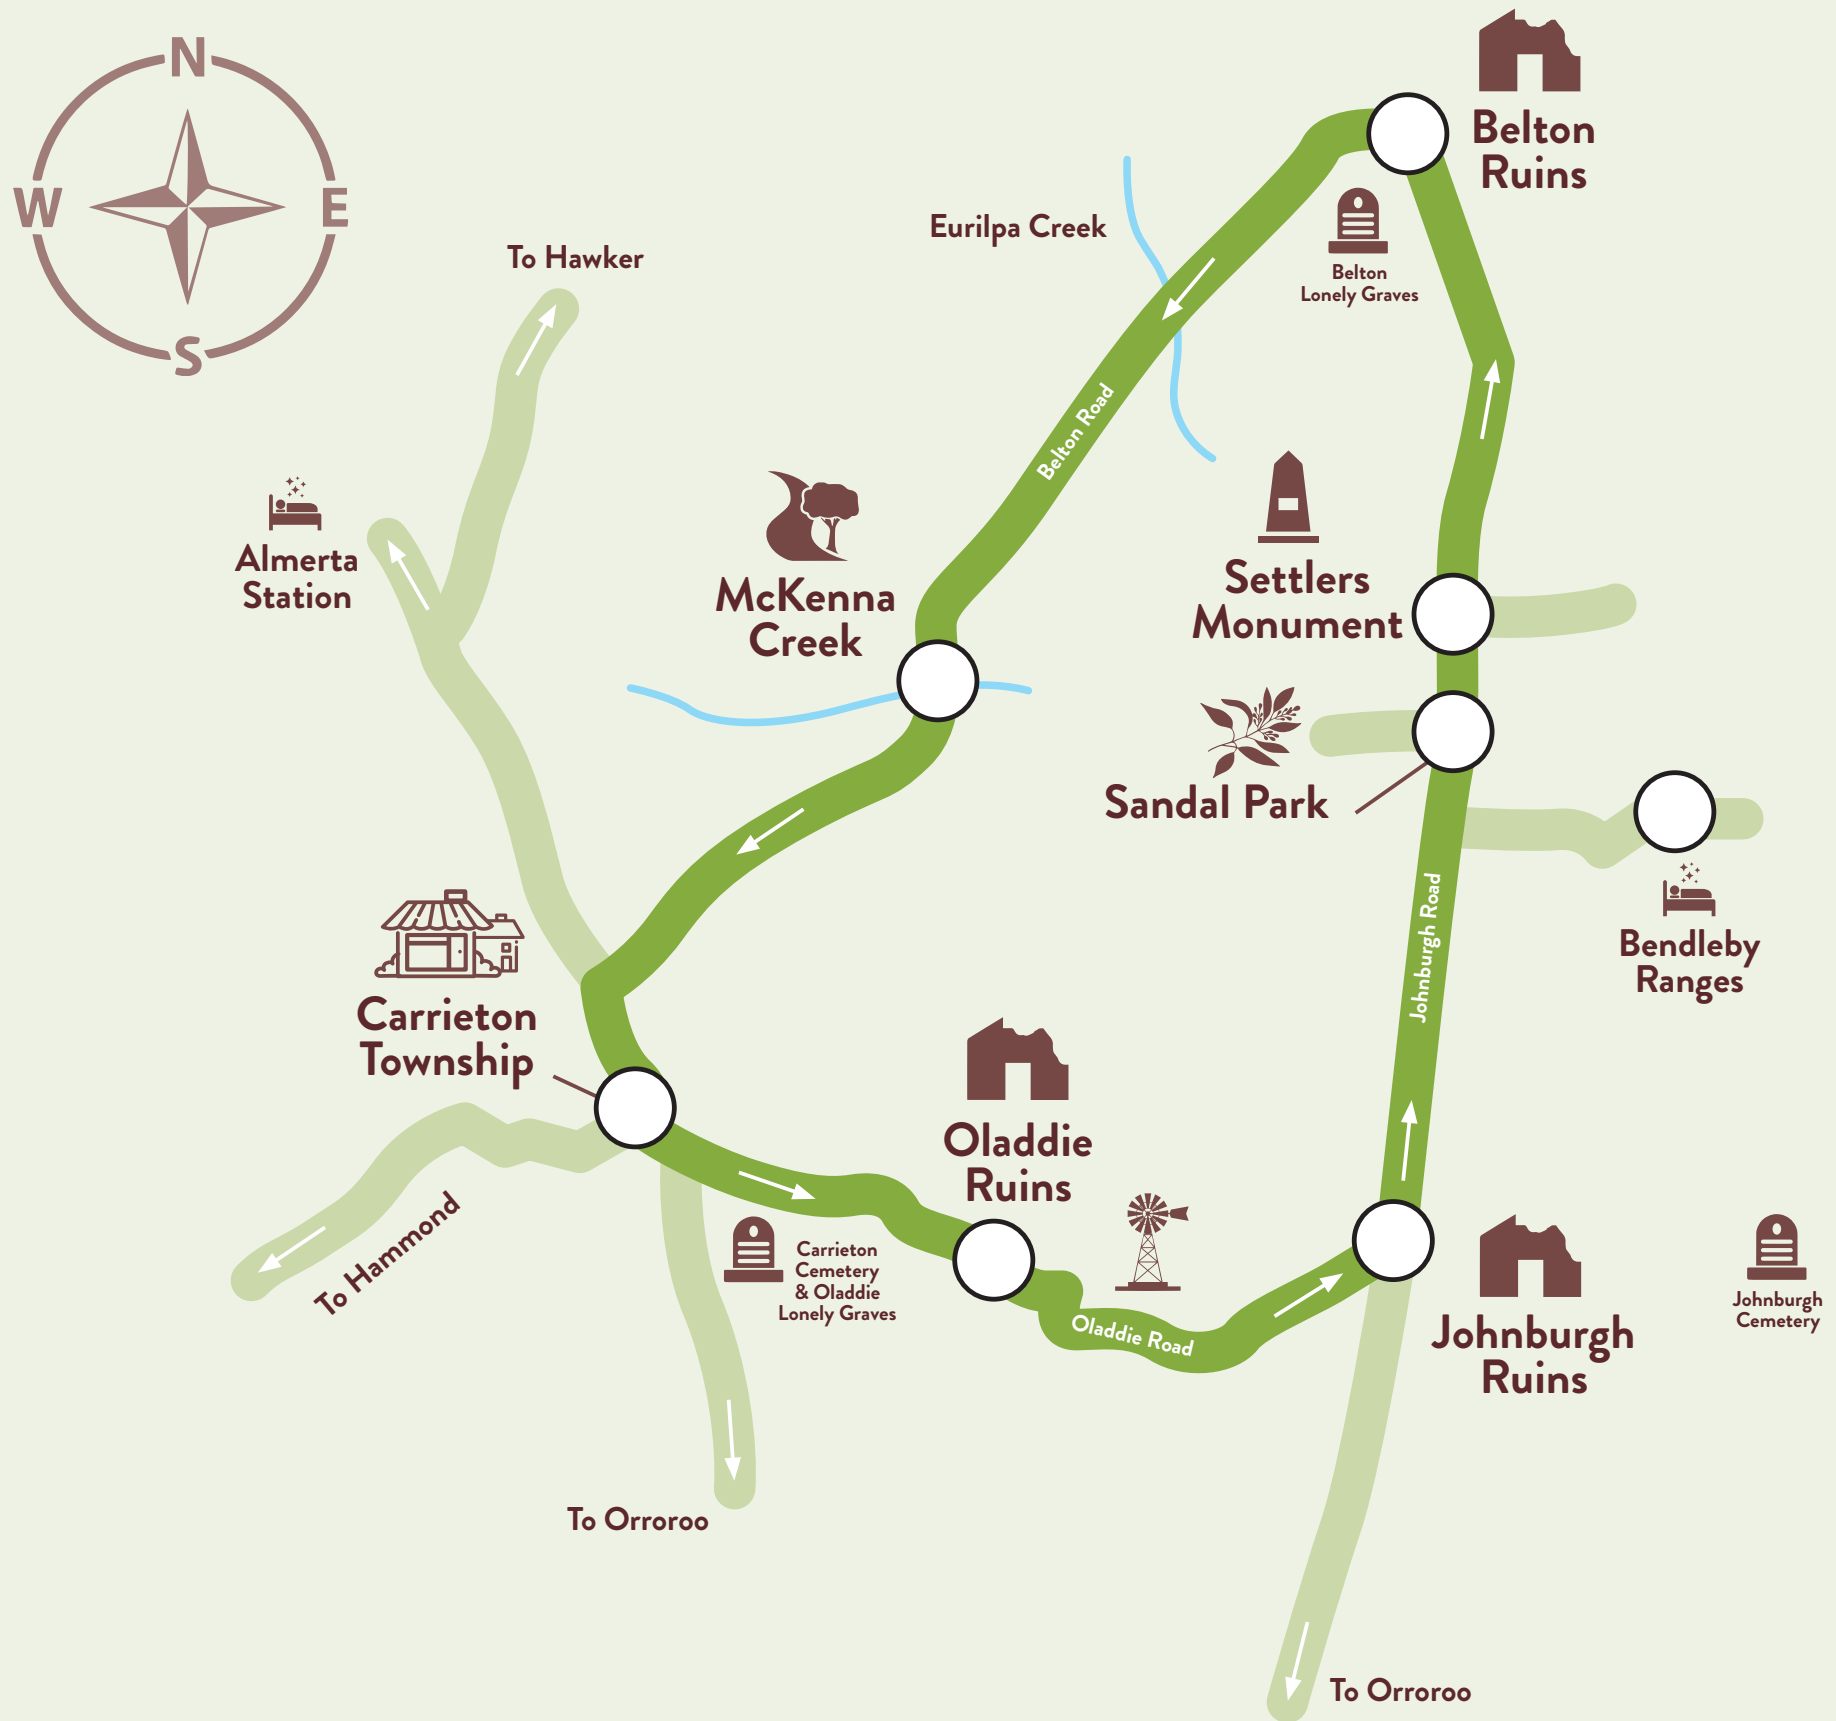 N
W
E
S
Belton
Ruins
Eurilpa Creek
To Hawker
Belton
Lonely Graves
Belton Road
Almerta
Station
McKenna
Creek
Settlers
Monument
Sandal Park
Johnburgh Road
Bendleby
Ranges
Carrieton
Township
Oladdie
Ruins
To Hammond
Carrieton
Cemetery
& Oladdie
Lonely Graves
Oladdie Road
Johnburgh
Ruins
Johnburgh
Cemetery
To Orroroo
To Orroroo